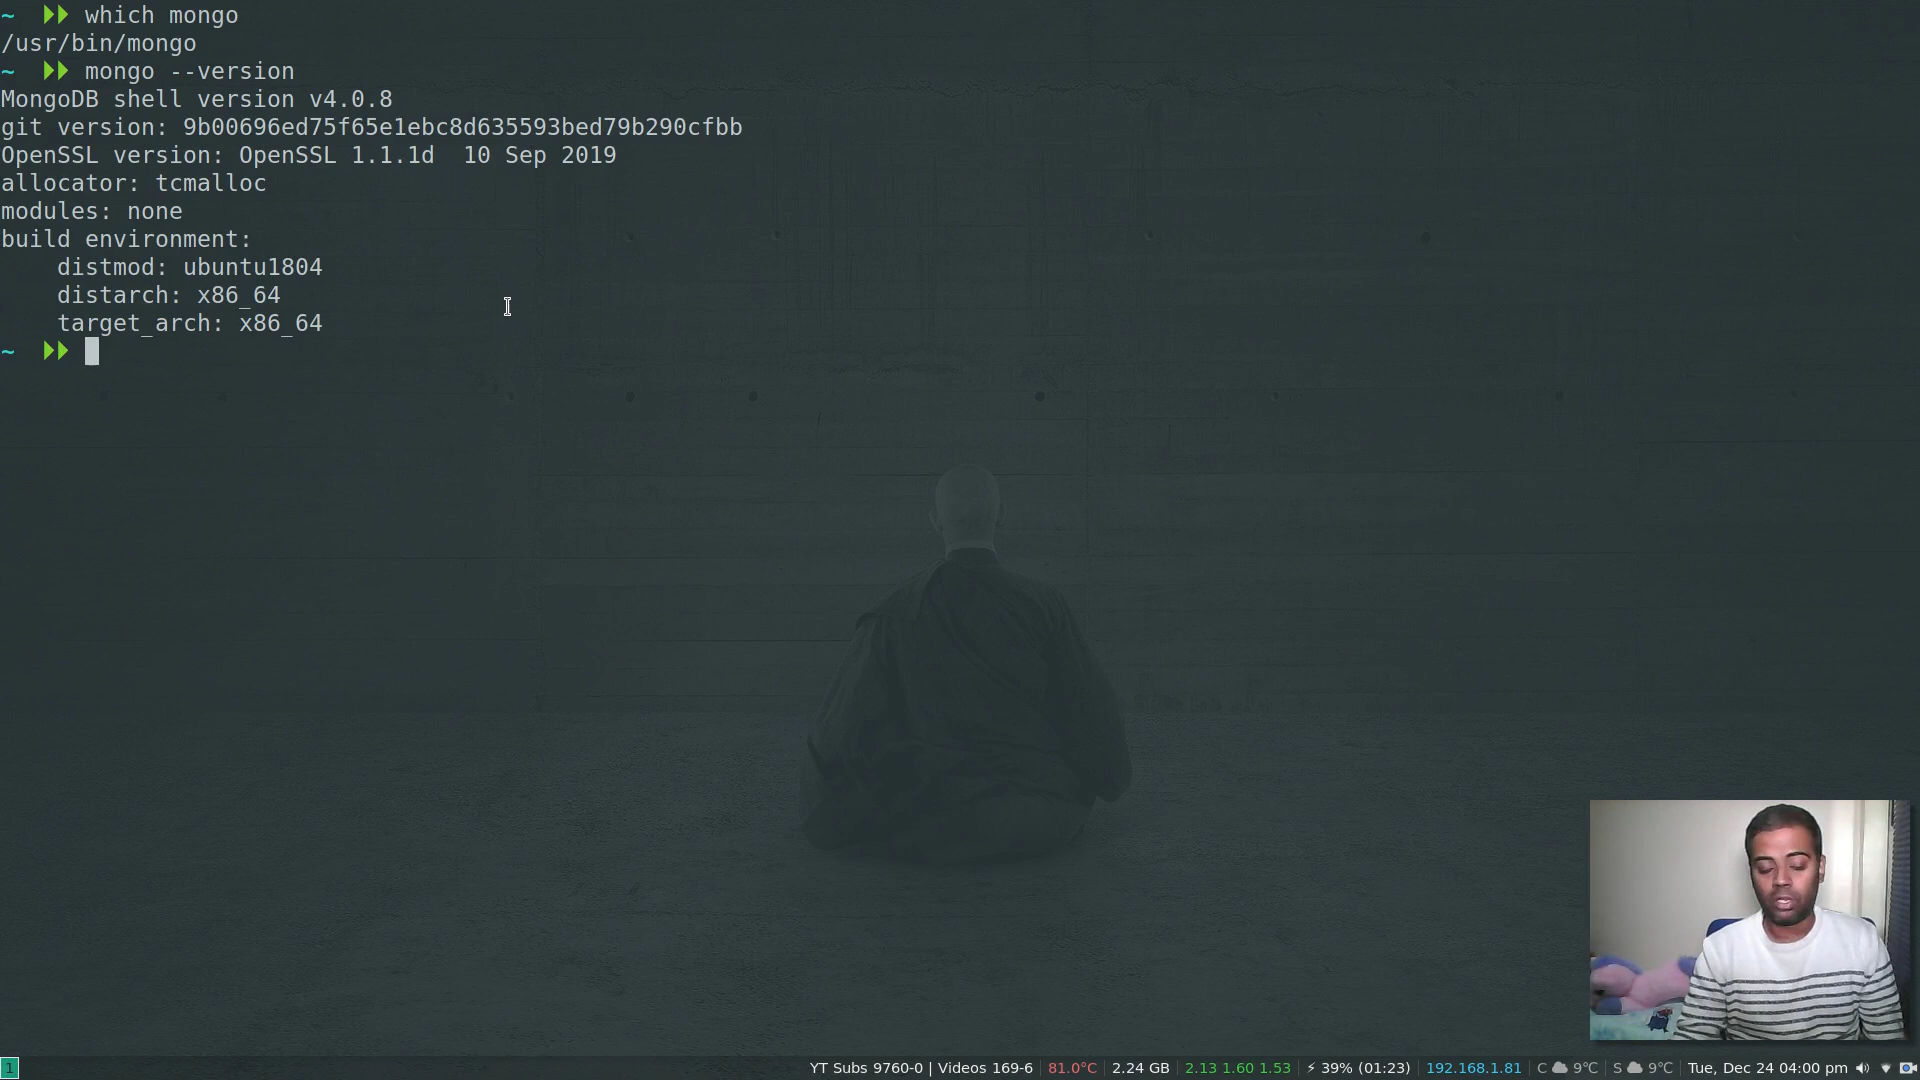 ~ which mongo
/usr/bin/mongo
~ mongo --version
MongoDB shell version v4.0.8
git version: 9b00696ed75f65e1ebc8d635593bed79b290cfbb
OpenSSL version: OpenSSL 1.1.1d  10 Sep 2019
allocator: tcmalloc
modules: none
build environment:
    distmod: ubuntu1804
    distarch: x86_64
    target_arch: x86_64
~
1 YT Subs 9760-0 | Videos 169-6 | 81.0°C | 2.24 GB | 2.13 1.60 1.53 | ⚡ 39% (01:23) | 192.168.1.81 | C 9°C | S 9°C | Tue, Dec 24 04:00 pm